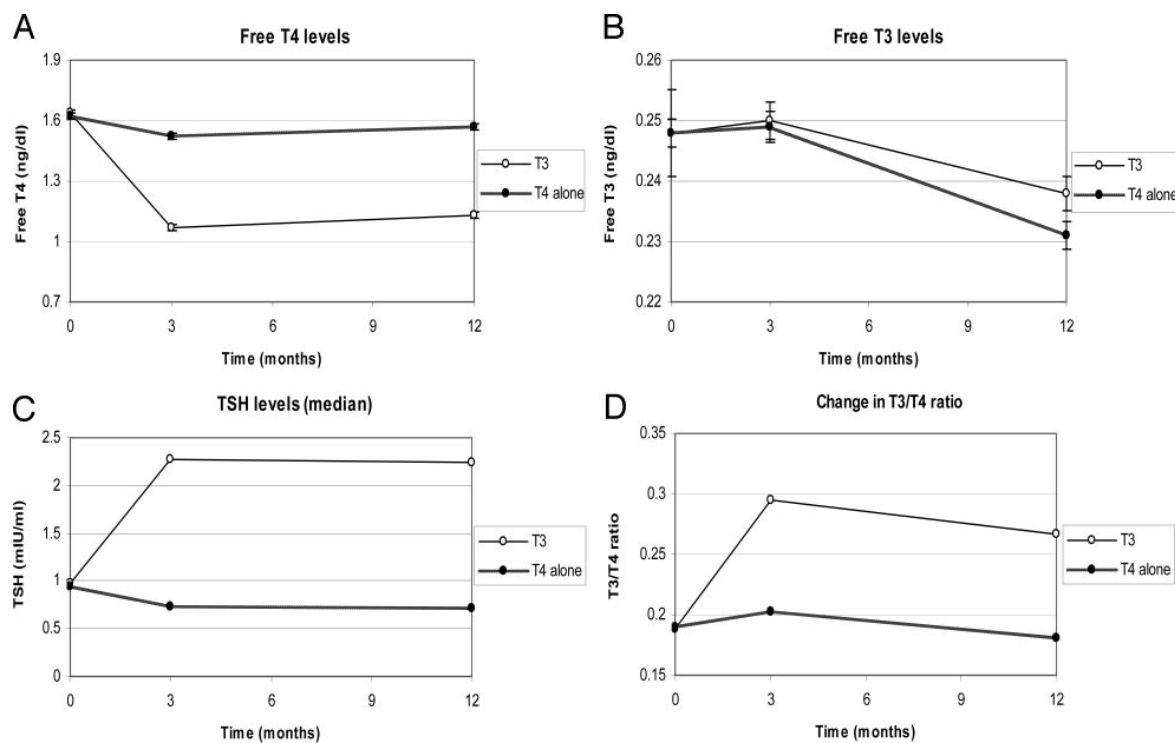 A
Free T4 levels
1.9
1.6
1.3
1
0.7
Free T4 (ng/dl)
0 3 6 9 12
Time (months)
T3
T4 alone
B
Free T3 levels
0.26
0.25
0.24
0.23
0.22
Free T3 (ng/dl)
0 3 6 9 12
Time (months)
T3
T4 alone
C
TSH levels (median)
2.5
2
1.5
1
0.5
0
TSH (mIU/ml)
0 3 6 9 12
Time (months)
T3
T4 alone
D
Change in T3/T4 ratio
0.35
0.3
0.25
0.2
0.15
T3/T4 ratio
0 3 6 9 12
Time (months)
T3
T4 alone